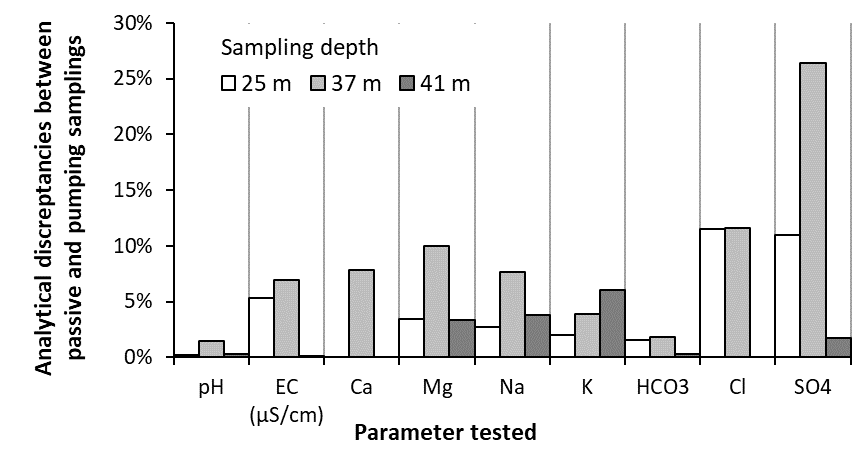 Analytical discreptancies between
passive and pumping samplings
30%
25%
20%
15%
10%
5%
0%
Sampling depth
25 m 37 m 41 m
pH EC Ca Mg Na K HCO3 Cl SO4
(µS/cm)
Parameter tested